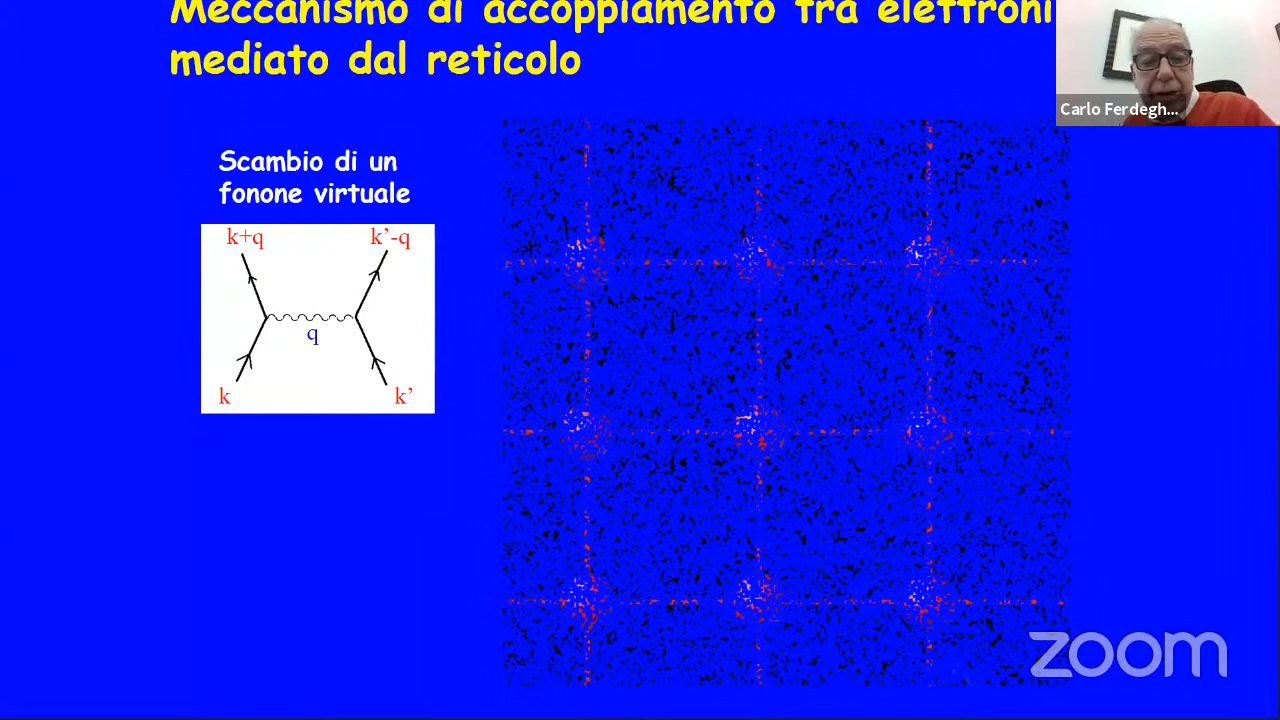 Meccanismo di accoppiamento tra elettroni
mediato dal reticolo
Carlo Ferdegh...
Scambio di un
fonone virtuale
k+q
k'-q
q
k
k'
zoom